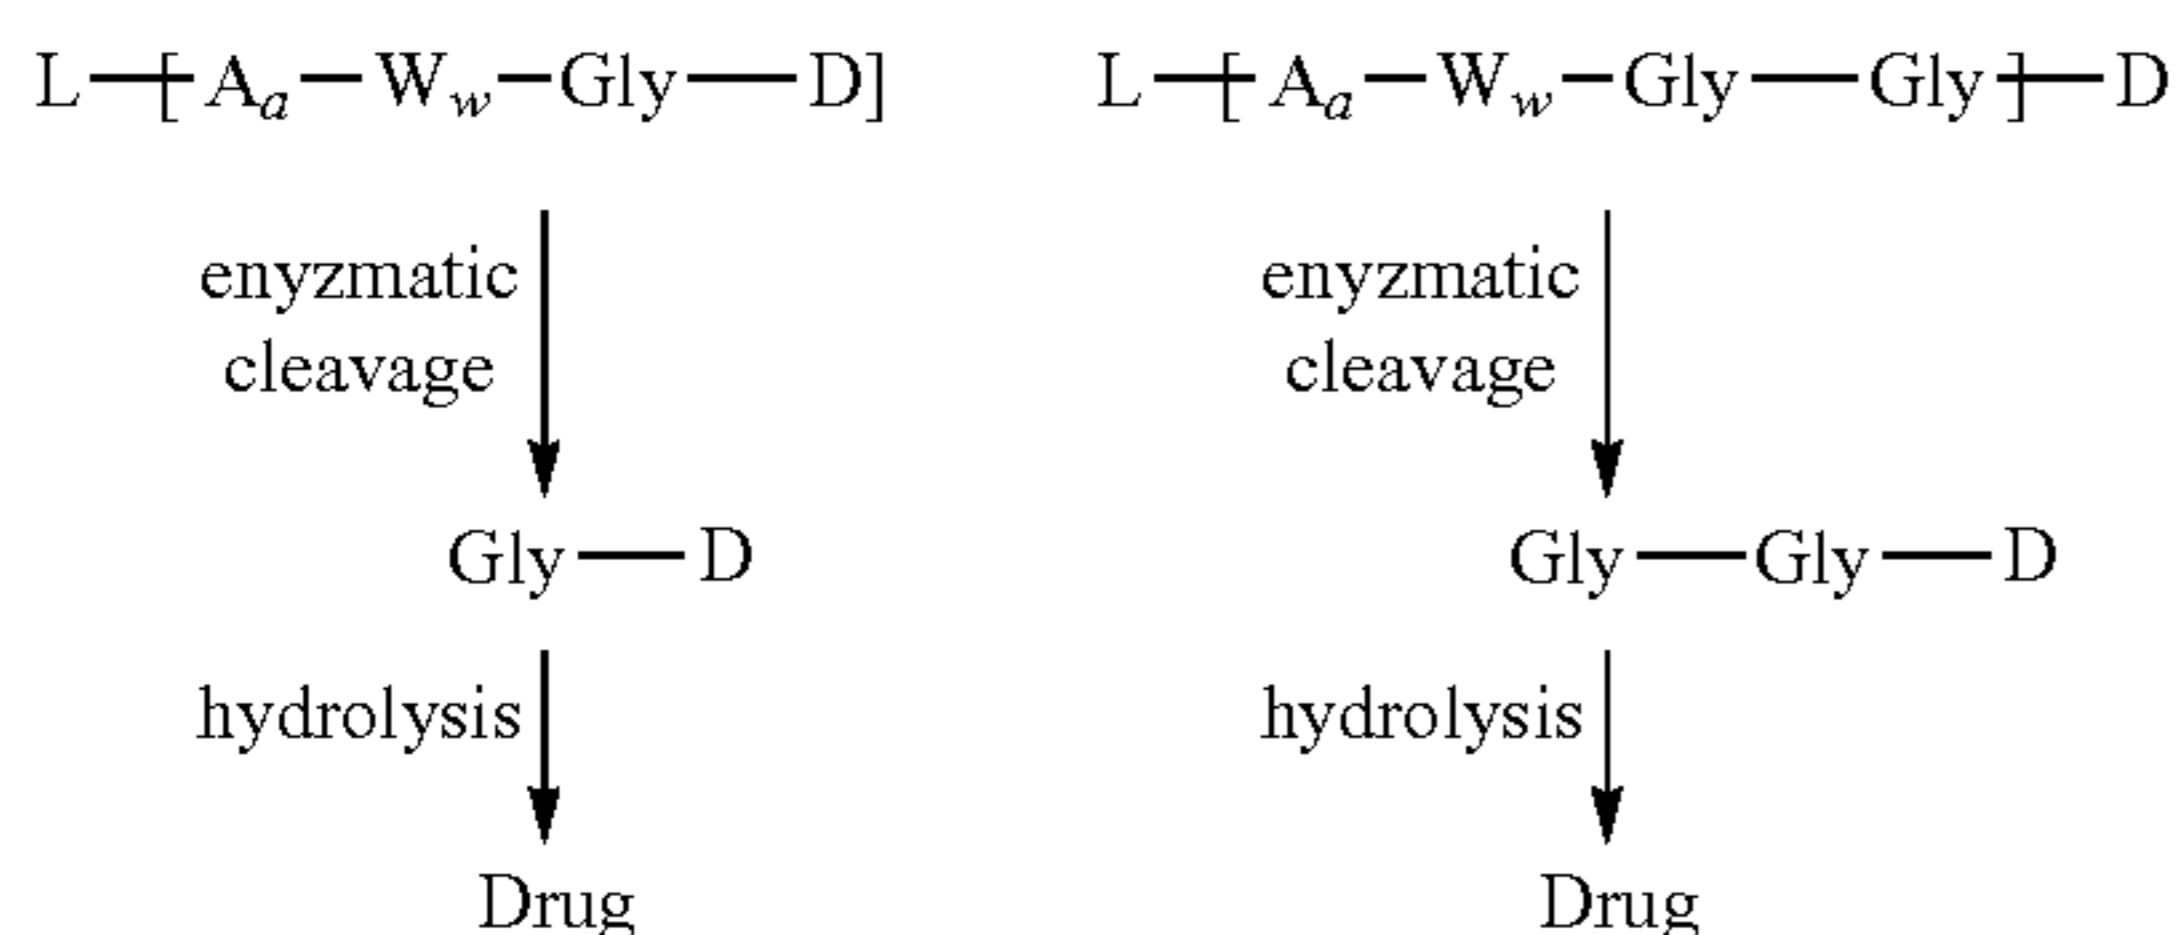 L—[A_a—W_w—Gly—D]
L—[A_a—W_w—Gly—Gly]—D
enyzmatic
cleavage
enyzmatic
cleavage
Gly—D
Gly—Gly—D
hydrolysis
hydrolysis
Drug
Drug